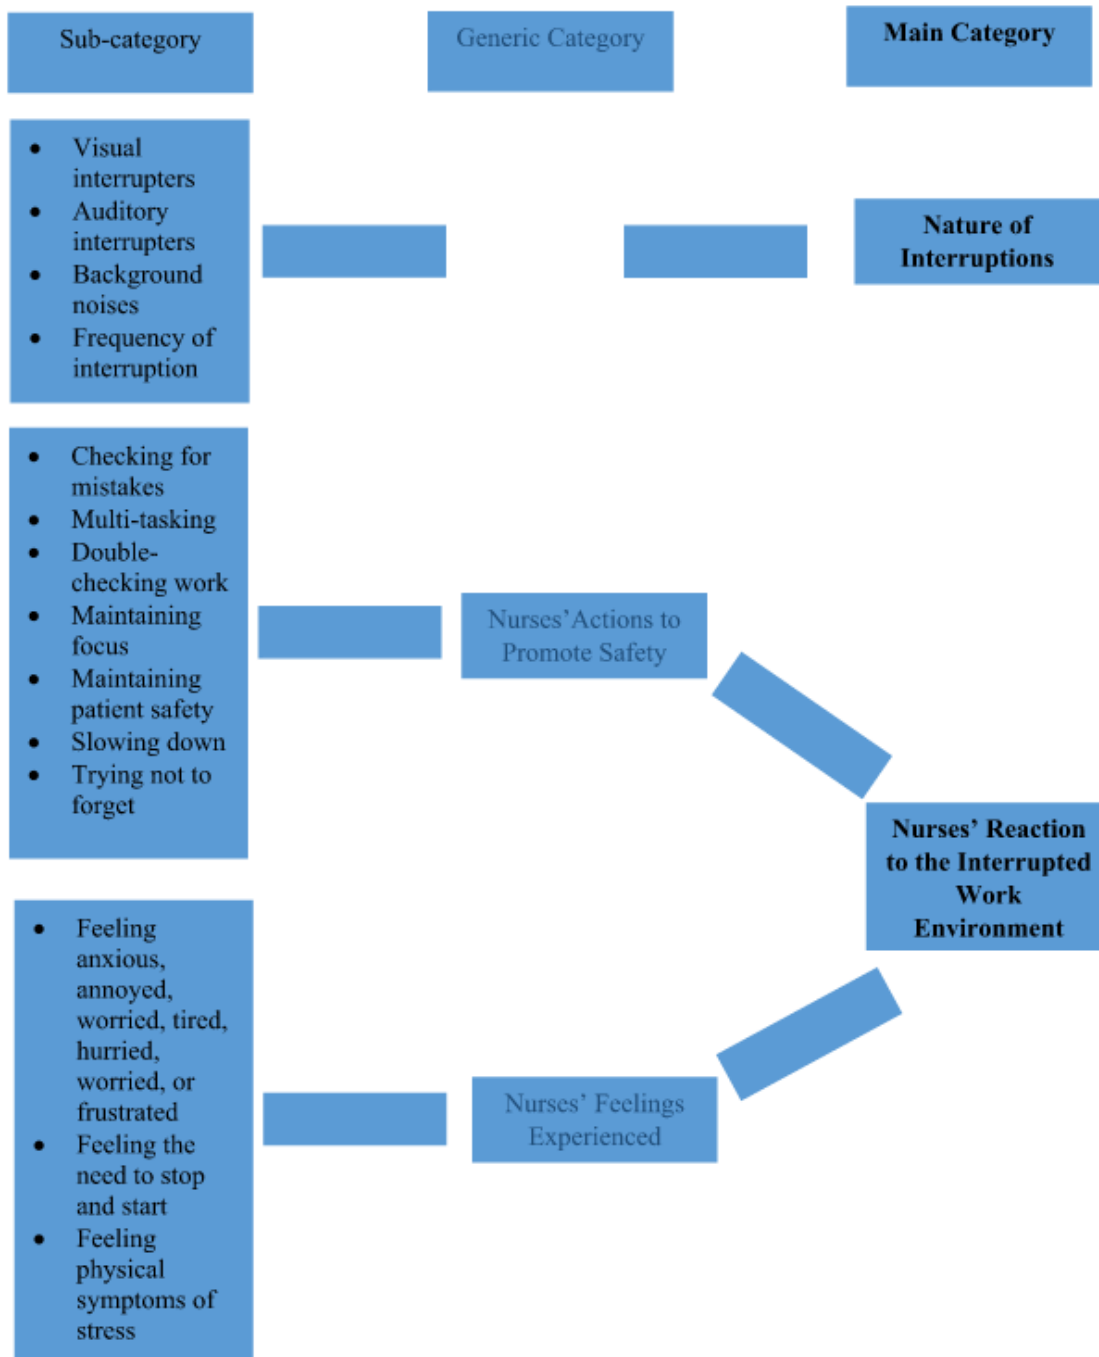 Sub-category
Generic Category
Main Category
• Visual
interrupters
• Auditory
interrupters
• Background
noises
• Frequency of
interruption
Nature of
Interruptions
• Checking for
mistakes
• Multi-tasking
• Double-
checking work
• Maintaining
focus
• Maintaining
patient safety
• Slowing down
• Trying not to
forget
Nurses’Actions to
Promote Safety
Nurses’ Reaction
to the Interrupted
Work
Environment
• Feeling
anxious,
annoyed,
worried, tired,
hurried,
worried, or
frustrated
• Feeling the
need to stop
and start
• Feeling
physical
symptoms of
stress
Nurses’ Feelings
Experienced